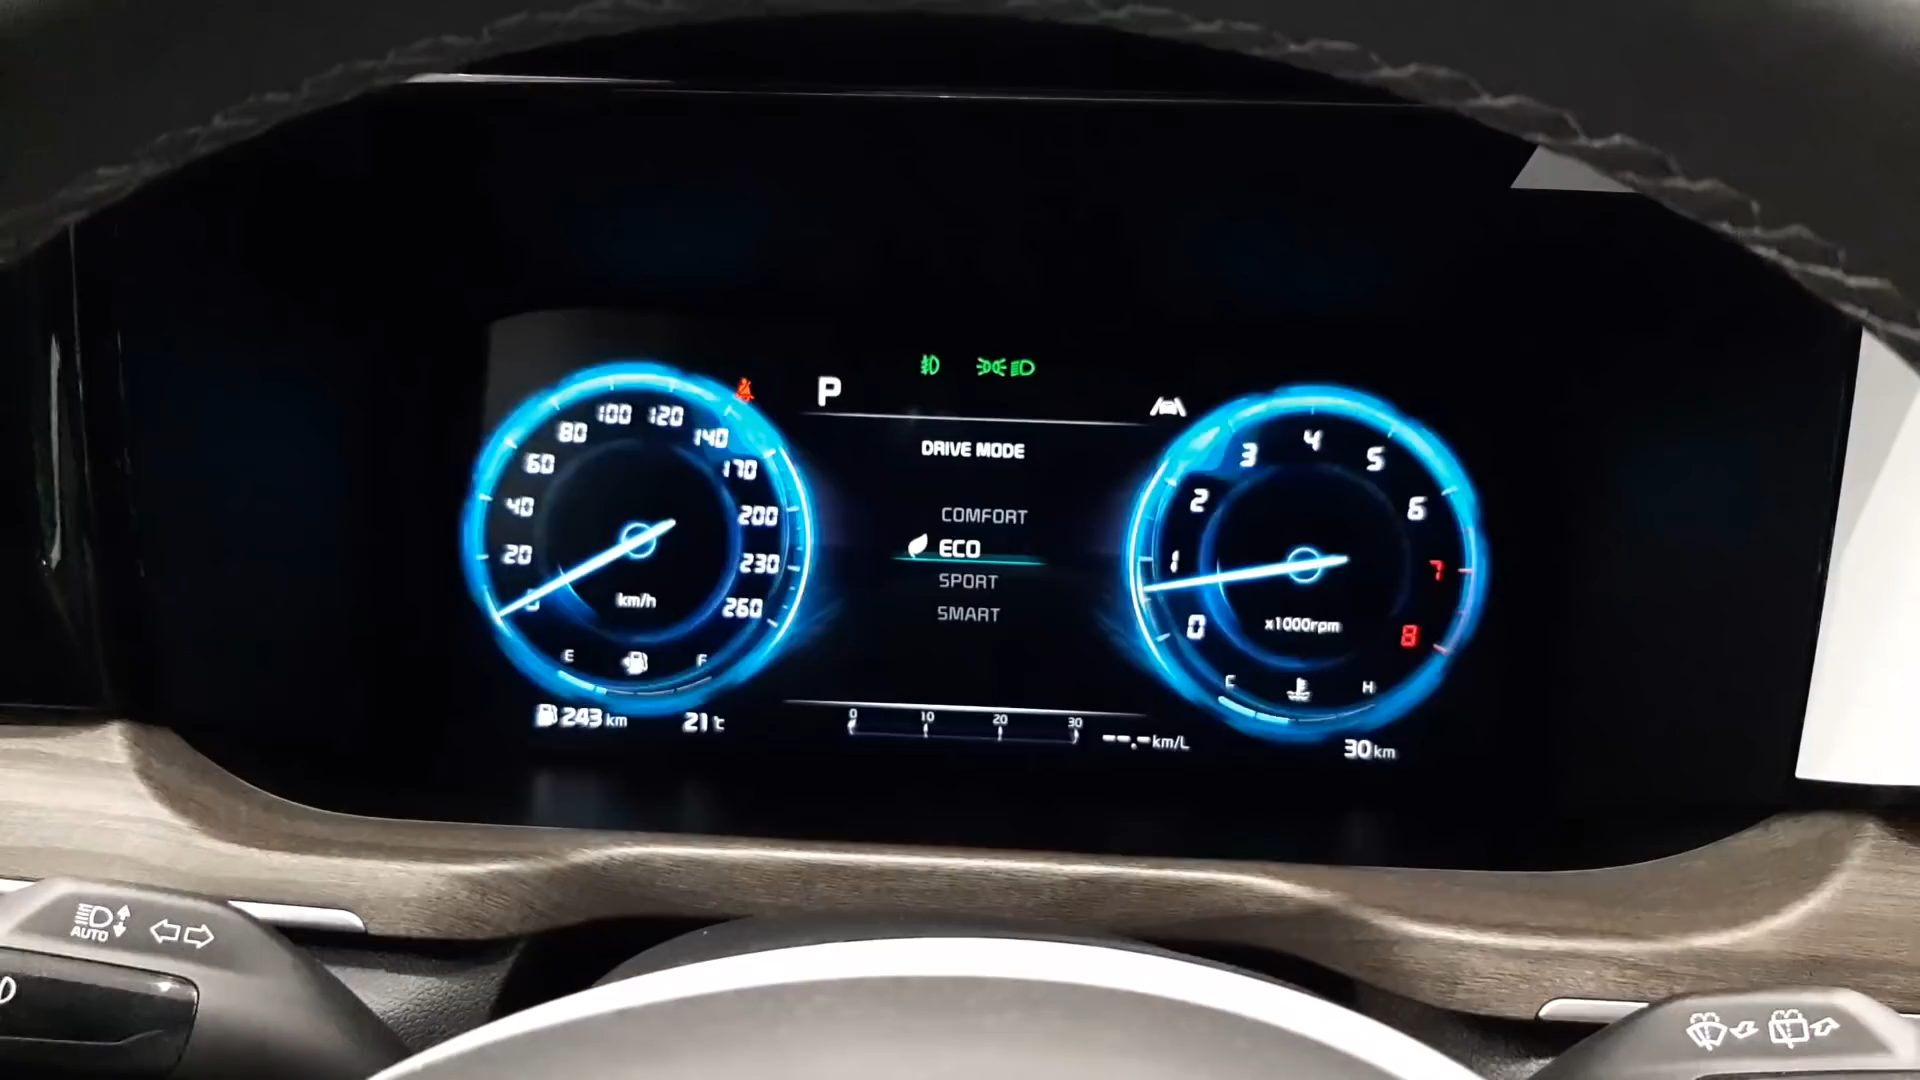 P
DRIVE MODE
COMFORT
ECO
SPORT
SMART
0
20
40
60
80
100
120
140
170
200
230
260
km/h
E
F
243 km
21℃
0
1
2
3
4
5
6
7
8
x1000rpm
C
H
0 10 20 30
--.-km/L
30 km
AUTO